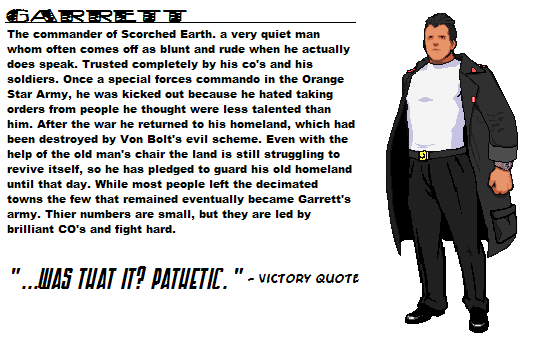 GARRETT
The commander of Scorched Earth. a very quiet man
whom often comes off as blunt and rude when he actually
does speak. Trusted completely by his co's and his
soldiers. Once a special forces commando in the Orange
Star Army, he was kicked out because he hated taking
orders from people he thought were less talented than
him. After the war he returned to his homeland, which had
been destroyed by Von Bolt's evil scheme. Even with the
help of the old man's chair the land is still struggling to
revive itself, so he has pledged to guard his old homeland
until that day. While most people left the decimated
towns the few that remained eventually became Garrett's
army. Thier numbers are small, but they are led by
brilliant CO's and fight hard.
"...WAS THAT IT? PATHETIC." - VICTORY QUOTE